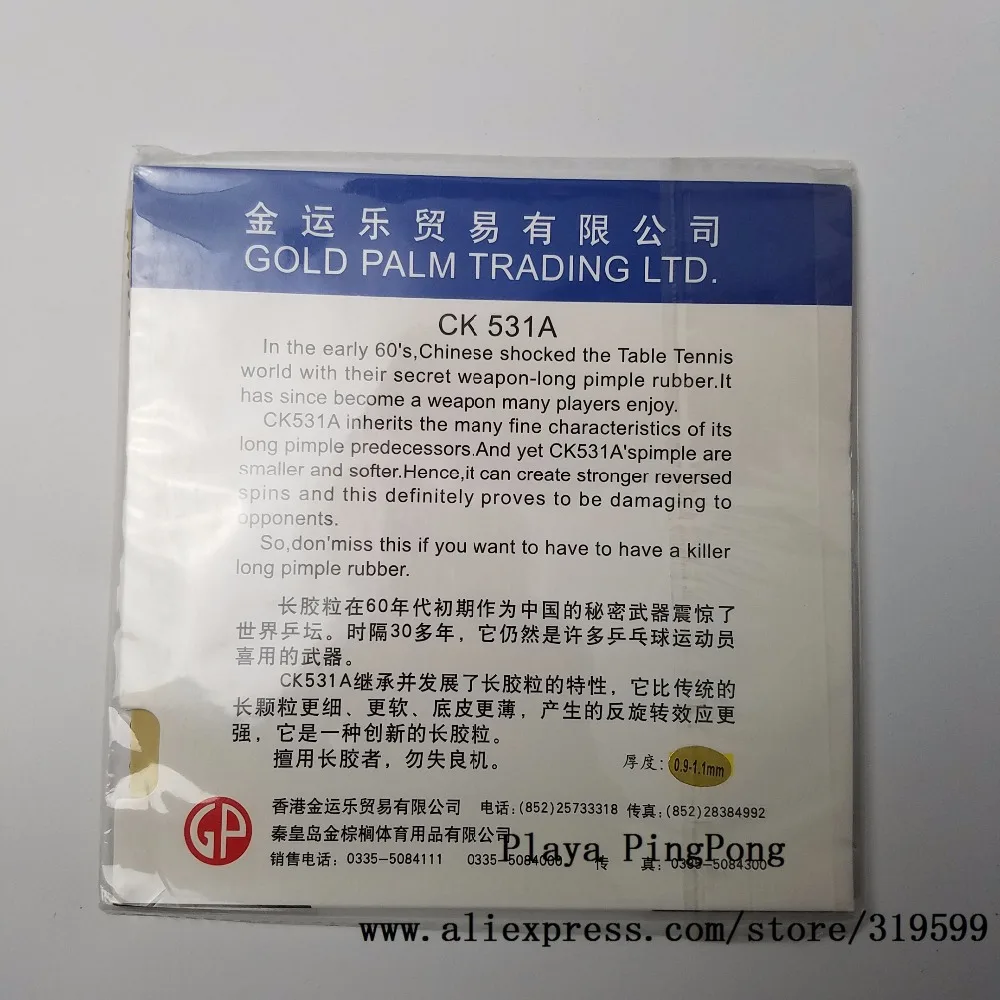 金运乐贸易有限公司
GOLD PALM TRADING LTD.
CK 531A
In the early 60's,Chinese shocked the Table Tennis
world with their secret weapon-long pimple rubber.It
has since become a weapon many players enjoy.
CK531A inherits the many fine characteristics of its
long pimple predecessors.And yet CK531A'spimple are
smaller and softer.Hence,it can create stronger reversed
spins and this definitely proves to be damaging to
opponents.
So,don'miss this if you want to have to have a killer
long pimple rubber.
长胶粒在60年代初期作为中国的秘密武器震惊了
世界乒坛。时隔30多年，它仍然是许多乒乓球运动员
喜用的武器。
CK531A继承并发展了长胶粒的特性，它比传统的
长颗粒更细、更软、底皮更薄，产生的反旋转效应更
强，它是一种创新的长胶粒。
擅用长胶者，勿失良机。
厚度：0.9-1.1mm
GP
香港金运乐贸易有限公司 电话：(852)25733318 传真：(852)28384992
秦皇岛金棕榈体育用品有限公司
Playa PingPong
销售电话：0335-5084111 0335-5084000 传 真：0335-5084300
www.aliexpress.com/store/319599